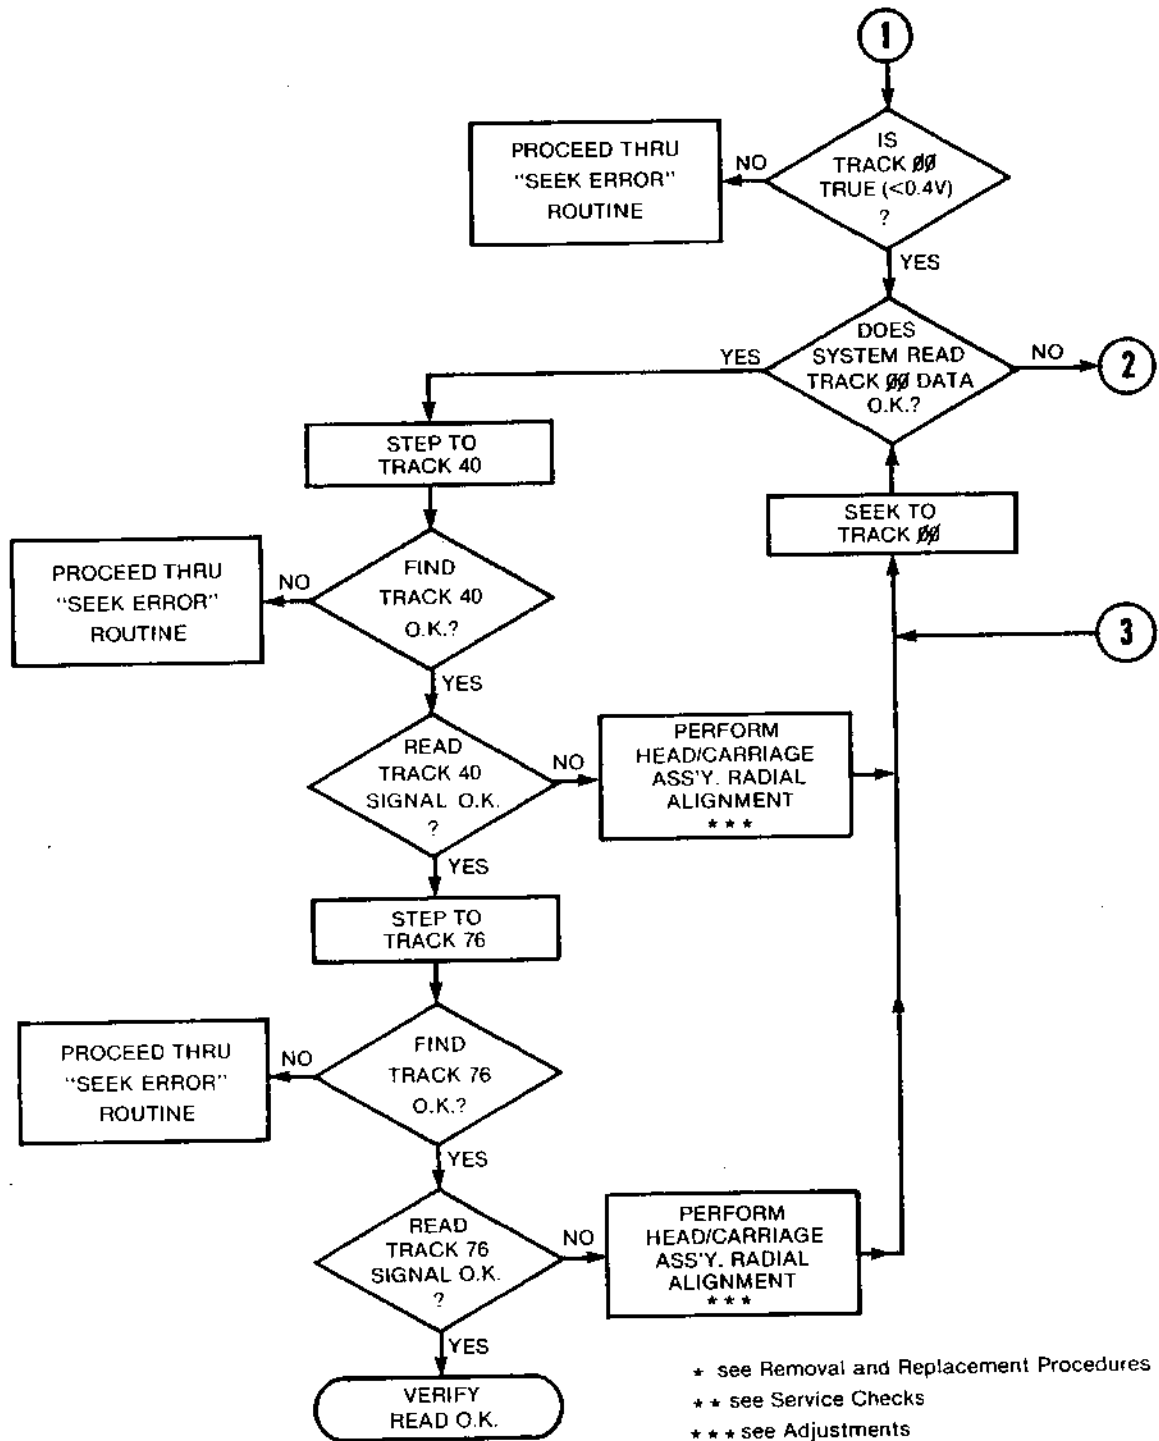 1
IS
TRACK 00
TRUE (<0.4V)
?
NO
PROCEED THRU
"SEEK ERROR"
ROUTINE
YES
DOES
SYSTEM READ
TRACK 00 DATA
O.K.?
NO
2
YES
STEP TO
TRACK 40
SEEK TO
TRACK 00
3
FIND
TRACK 40
O.K.?
NO
PROCEED THRU
"SEEK ERROR"
ROUTINE
YES
READ
TRACK 40
SIGNAL O.K.
?
NO
PERFORM
HEAD/CARRIAGE
ASS'Y. RADIAL
ALIGNMENT
***
YES
STEP TO
TRACK 76
FIND
TRACK 76
O.K.?
NO
PROCEED THRU
"SEEK ERROR"
ROUTINE
YES
READ
TRACK 76
SIGNAL O.K.
?
NO
PERFORM
HEAD/CARRIAGE
ASS'Y. RADIAL
ALIGNMENT
***
YES
VERIFY
READ O.K.
* see Removal and Replacement Procedures
** see Service Checks
*** see Adjustments